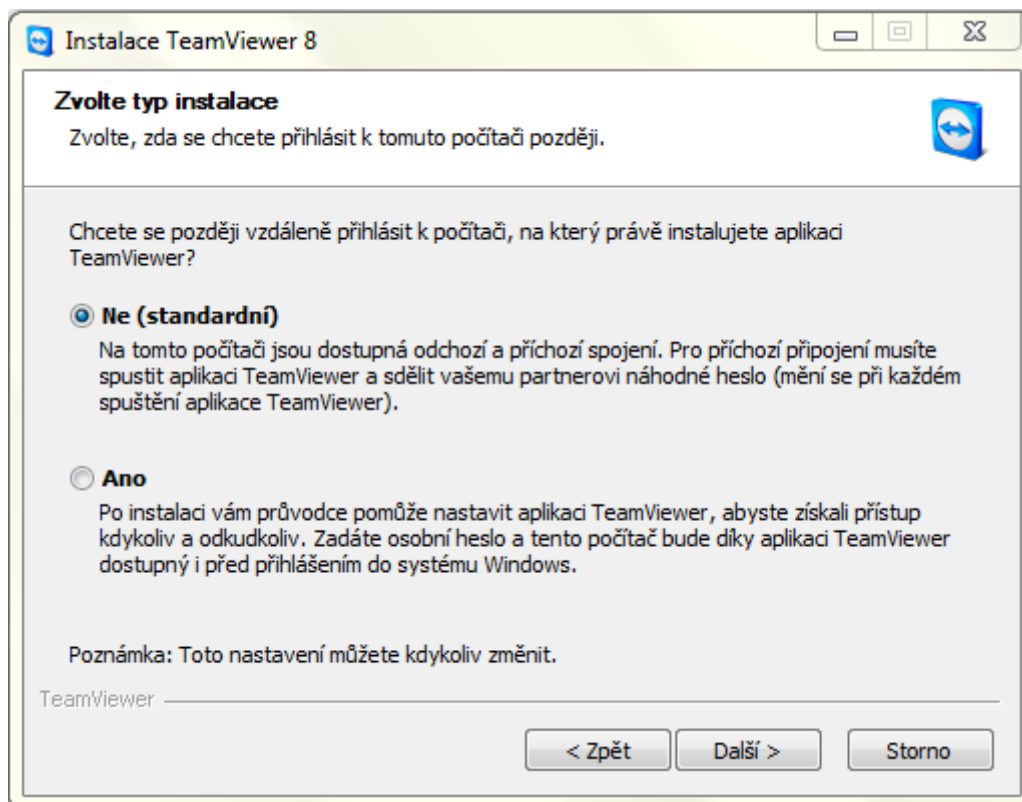 Instalace TeamViewer 8
Zvolte typ instalace
Zvolte, zda se chcete přihlásit k tomuto počítači později.
Chcete se později vzdáleně přihlásit k počítači, na který právě instalujete aplikaci
TeamViewer?
Ne (standardní)
Na tomto počítači jsou dostupná odchozí a příchozí spojení. Pro příchozí připojení musíte
spustit aplikaci TeamViewer a sdělit vašemu partnerovi náhodné heslo (mění se při každém
spuštění aplikace TeamViewer).
Ano
Po instalaci vám průvodce pomůže nastavit aplikaci TeamViewer, abyste získali přístup
kdykoliv a odkudkoliv. Zadáte osobní heslo a tento počítač bude díky aplikaci TeamViewer
dostupný i před přihlášením do systému Windows.
Poznámka: Toto nastavení můžete kdykoliv změnit.
TeamViewer
< Zpět
Další >
Storno